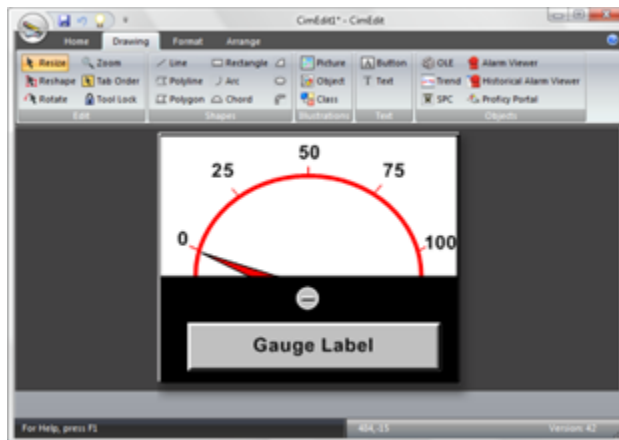 CimEdit1* - CimEdit
Home Drawing Format Arrange
Resize Zoom Line Rectangle Picture Button OLE Alarm Viewer
Reshape Tab Order Polyline Arc Object Text Trend Historical Alarm Viewer
Rotate Tool Lock Polygon Chord Class SPC Proficy Portal
Edit Shapes Illustrations Text Objects
50
25 75
0 100
Gauge Label
For Help, press F1 484,-15 Version: 42